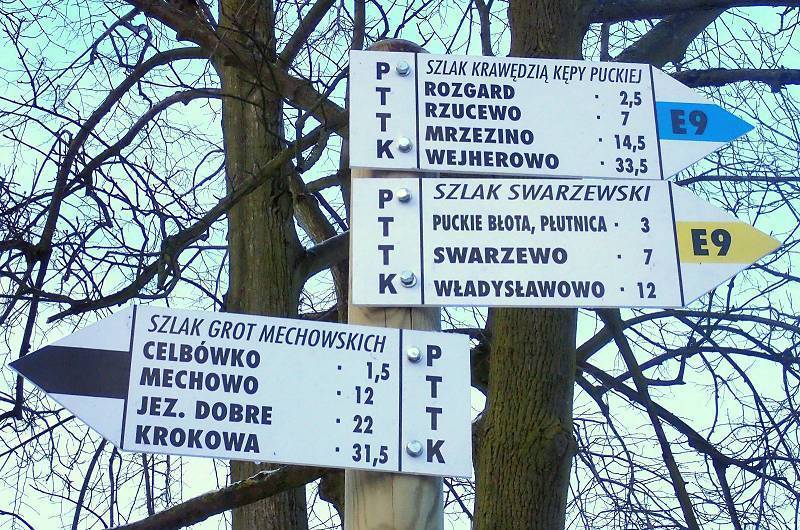 PTTK
SZLAK KRAWĘDZIĄ KĘPY PUCKIEJ
ROZGARD · 2,5
RZUCEWO · 7
MRZEZINO · 14,5
WEJHEROWO · 33,5
E9
PTTK
SZLAK SWARZEWSKI
PUCKIE BŁOTA, PŁUTNICA · 3
SWARZEWO · 7
WŁADYSŁAWOWO · 12
E9
SZLAK GROT MECHOWSKICH
CELBÓWKO · 1,5
MECHOWO · 12
JEZ. DOBRE · 22
KROKOWA · 31,5
PTTK